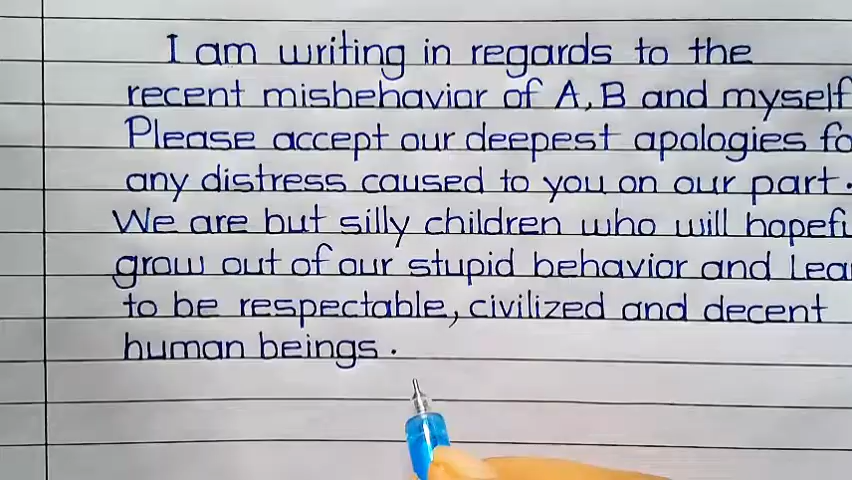 I am writing in regards to the
recent misbehavior of A, B and myself
Please accept our deepest apologies fo
any distress caused to you on our part.
We are but silly children who will hopefu
grow out of our stupid behavior and Lea
to be respectable, civilized and decent
human beings.